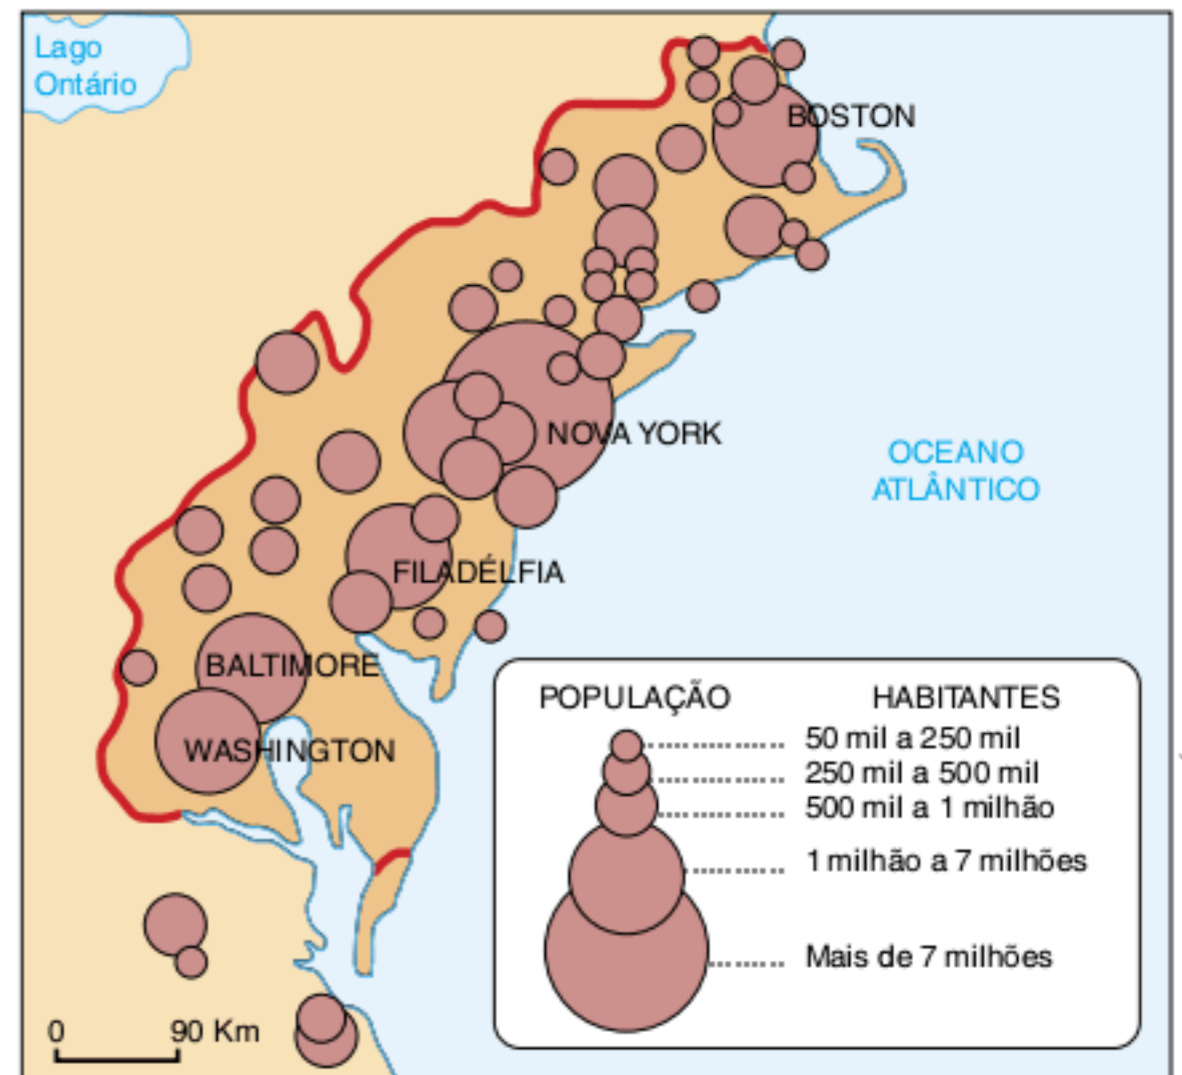 Lago
Ontário
BOSTON
NOVA YORK
OCEANO
ATLÂNTICO
FILADÉLFIA
BALTIMORE
WASHINGTON
POPULAÇÃO HABITANTES
50 mil a 250 mil
250 mil a 500 mil
500 mil a 1 milhão
1 milhão a 7 milhões
Mais de 7 milhões
0 90 Km